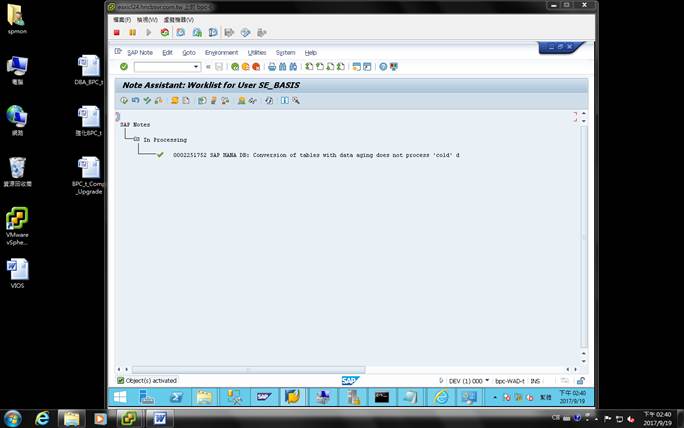 esxicl24.hncbsvr.com.tw 上的 bpc-
檔案(F) 檢視(W) 虛擬機器(V)
SAP Note Edit Goto Environment Utilities System Help
Note Assistant: Worklist for User SE_BASIS
SAP Notes
In Processing
0002251752 SAP HANA DB: Conversion of tables with data aging does not process 'cold' d
Object(s) activated
SAP
DEV (1) 000
bpc-WAD-t
INS
SAP
繁體
下午 02:40
2017/9/19
spmon
電腦
DBA_BPC_t
網路
強化BPC_t
資源回收筒
BPC_t_Comp_Upgrade
VMware vSphe...
VIOS
CH
下午 02:40
2017/9/19